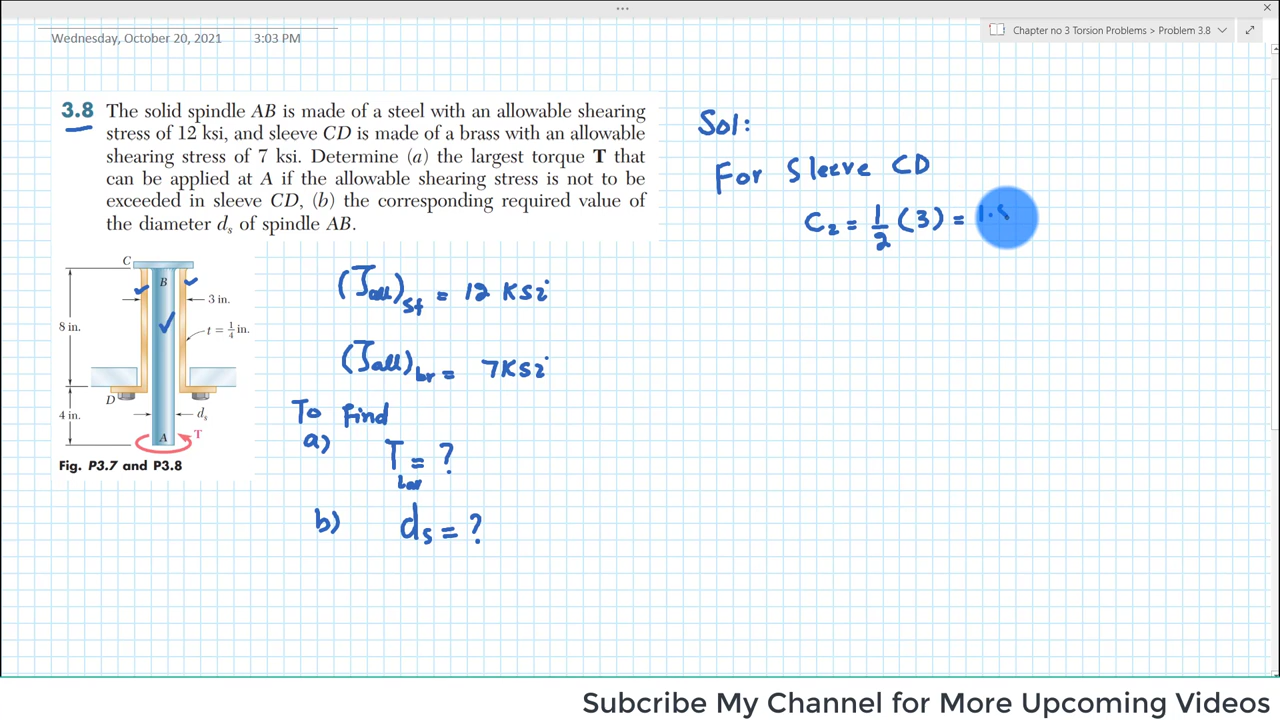 Wednesday, October 20, 2021 3:03 PM
Chapter no 3 Torsion Problems > Problem 3.8
3.8 The solid spindle AB is made of a steel with an allowable shearing
stress of 12 ksi, and sleeve CD is made of a brass with an allowable
shearing stress of 7 ksi. Determine (a) the largest torque T that
can be applied at A if the allowable shearing stress is not to be
exceeded in sleeve CD, (b) the corresponding required value of
the diameter ds of spindle AB.
C
B
3 in.
8 in.
t = 1/4 in.
D
4 in.
ds
A
T
Fig. P3.7 and P3.8
(τall)st = 12 ksi
(τall)br = 7ksi
To Find
a)
T = ?
b) ds = ?
Sol:
For Sleeve CD
C2 = 1/2 (3) = 1.5
Subcribe My Channel for More Upcoming Videos